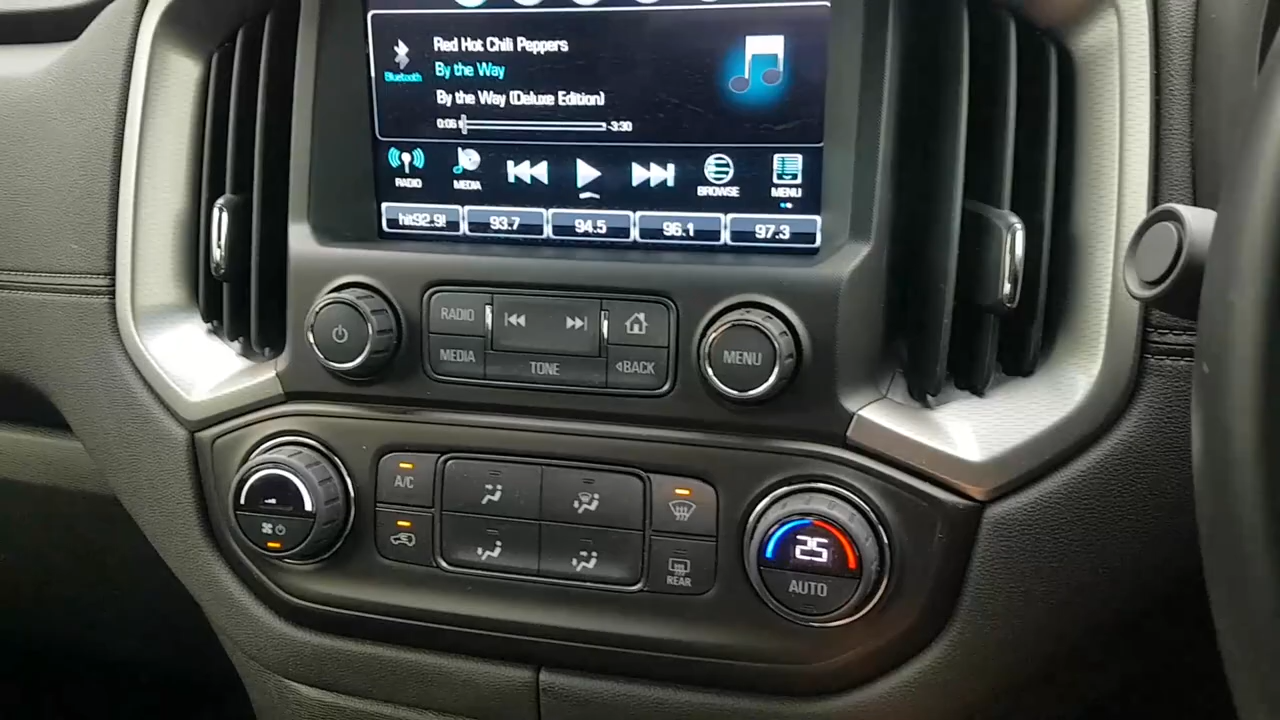 Red Hot Chili Peppers
Bluetooth
By the Way
By the Way (Deluxe Edition)
0:06 -3:30
RADIO MEDIA BROWSE MENU
hit92.9! 93.7 94.5 96.1 97.3
RADIO
MEDIA TONE BACK
MENU
A/C
REAR
25
AUTO